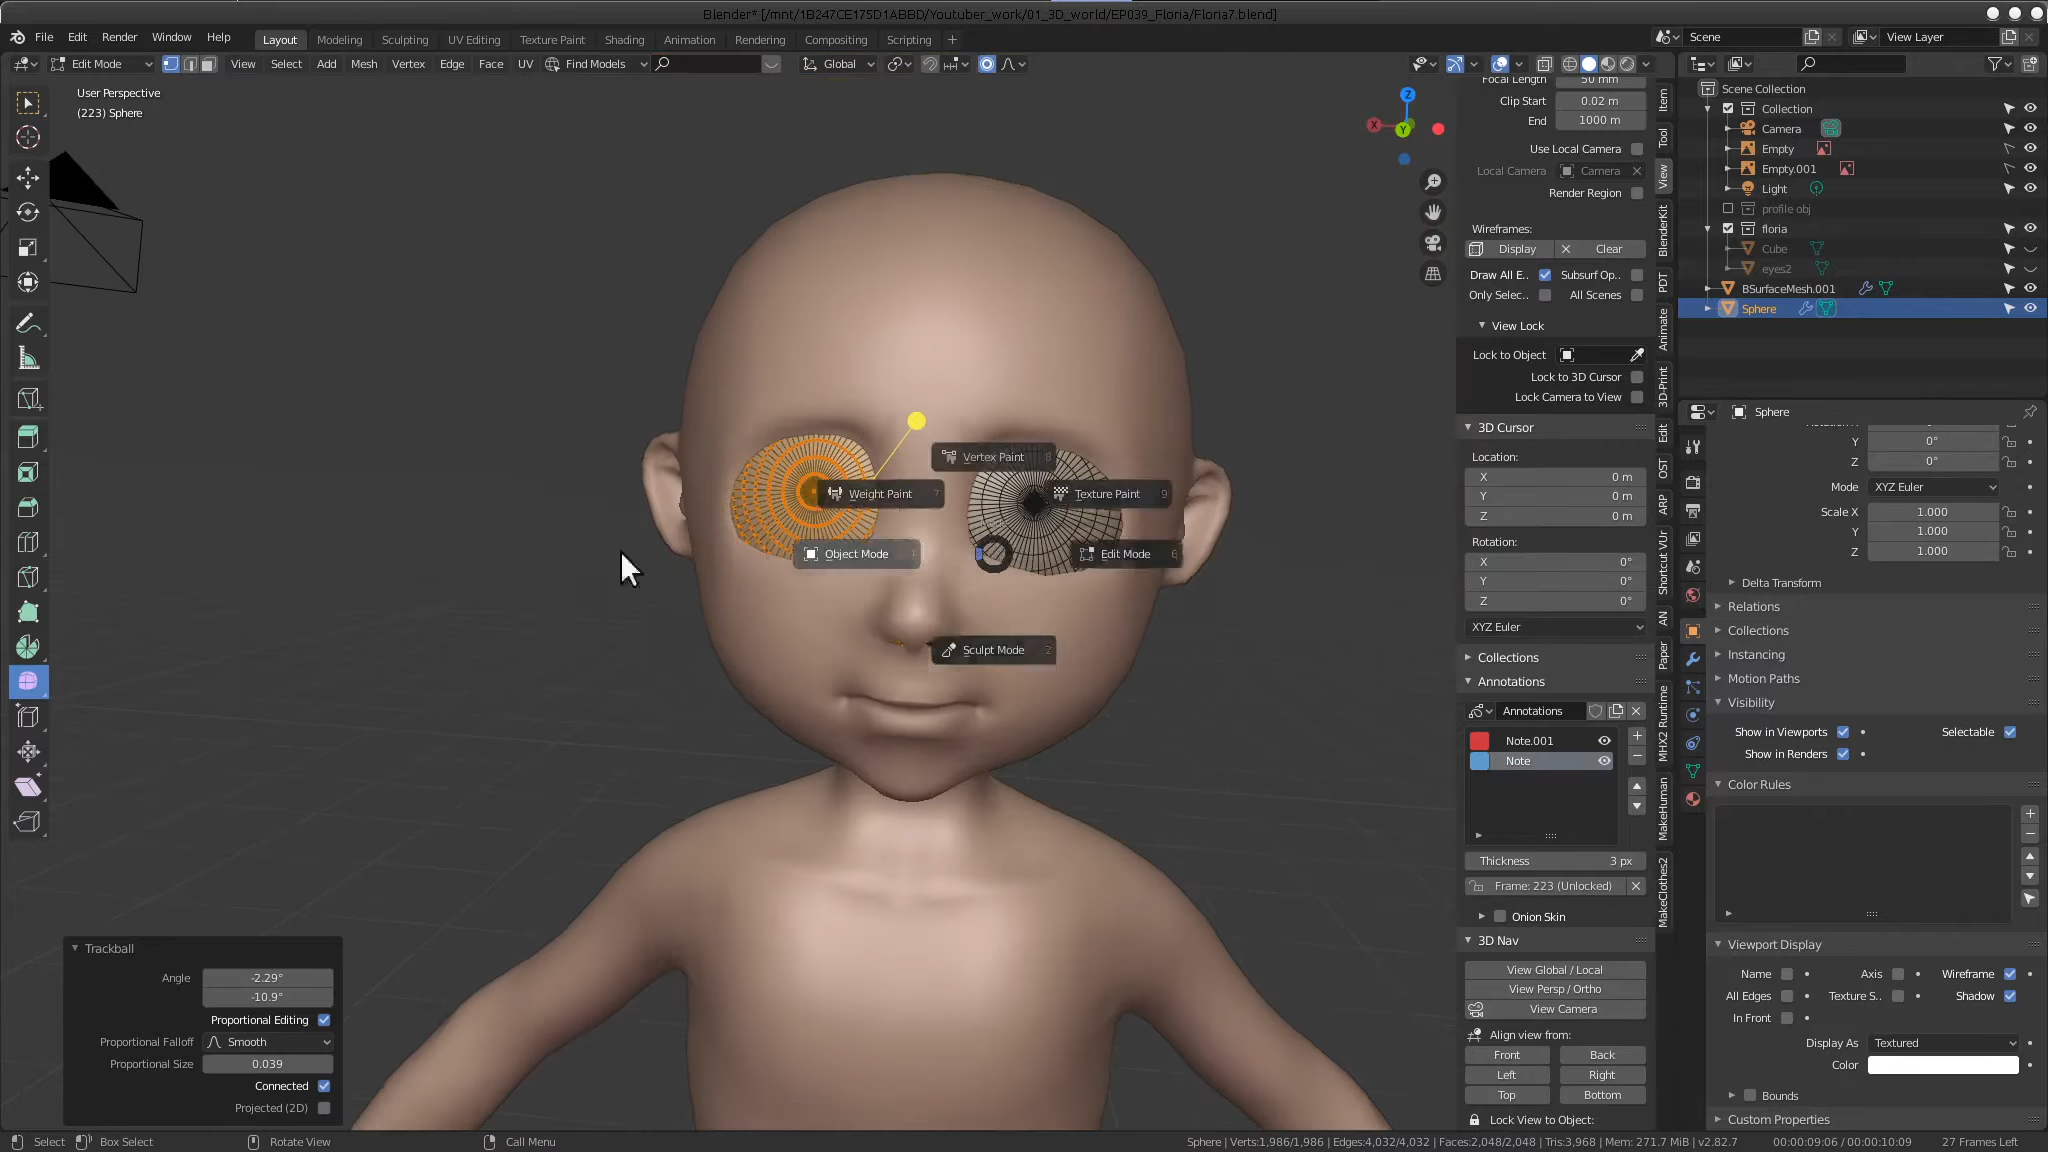 Blender* [/mnt/1B247CE175D1ABBD/Youtuber_work/01_3D_world/EP039_Floria/Floria7.blend]
File Edit Render Window Help Layout Modeling Sculpting UV Editing Texture Paint Shading Animation Rendering Compositing Scripting + Scene View Layer
Edit Mode View Select Add Mesh Vertex Edge Face UV Find Models Global
User Perspective
(223) Sphere
Z
X
Y
Vertex Paint 8
Weight Paint 7
Texture Paint 9
Object Mode
Edit Mode 6
Sculpt Mode 2
Trackball
Angle -2.29°
-10.9°
Proportional Editing
Proportional Falloff Smooth
Proportional Size 0.039
Connected
Projected (2D)
Focal Length 50 mm
Clip Start 0.02 m
End 1000 m
Use Local Camera
Local Camera Camera
Render Region
Wireframes:
Display Clear
Draw All E.. Subsurf Op..
Only Selec.. All Scenes
View Lock
Lock to Object
Lock to 3D Cursor
Lock Camera to View
3D Cursor
Location:
X 0 m
Y 0 m
Z 0 m
Rotation:
X 0°
Y 0°
Z 0°
XYZ Euler
Collections
Annotations
Annotations
Note.001
Note
Thickness 3 px
Frame: 223 (Unlocked)
Onion Skin
3D Nav
View Global / Local
View Persp / Ortho
View Camera
Align view from:
Front Back
Left Right
Top Bottom
Lock View to Object:
Item
Tool
View
BlenderKit
PDT
Animate
3D-Print
Edit
OST
ARP
Shortcut VUr
AN
Paper
MHX2 Runtime
MakeHuman
MakeClothes2
Scene Collection
Collection
Camera
Empty
Empty.001
Light
profile obj
floria
Cube
eyes2
BSurfaceMesh.001
Sphere
Sphere
Y 0°
Z 0°
Mode XYZ Euler
Scale X 1.000
Y 1.000
Z 1.000
Delta Transform
Relations
Collections
Instancing
Motion Paths
Visibility
Show in Viewports Selectable
Show in Renders
Color Rules
Viewport Display
Name Axis Wireframe
All Edges Texture S.. Shadow
In Front
Display As Textured
Color
Bounds
Custom Properties
Select Box Select Rotate View Call Menu Sphere | Verts:1,986/1,986 | Edges:4,032/4,032 | Faces:2,048/2,048 | Tris:3,968 | Mem: 271.7 MiB | v2.82.7 00:00:09:06 / 00:00:10:09 27 Frames Left